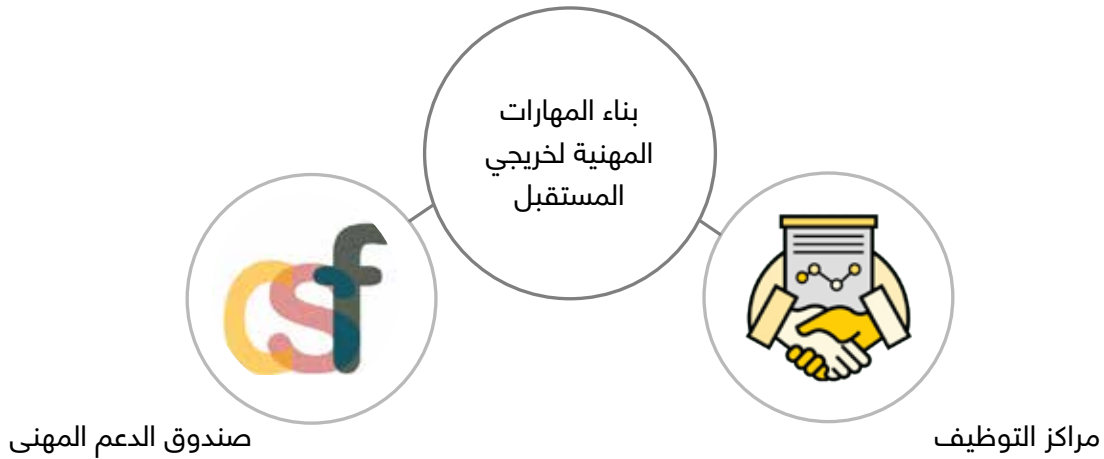 بناء المهارات
المهنية لخريجي
المستقبل
csf
مراكز التوظيف
صندوق الدعم المهنى